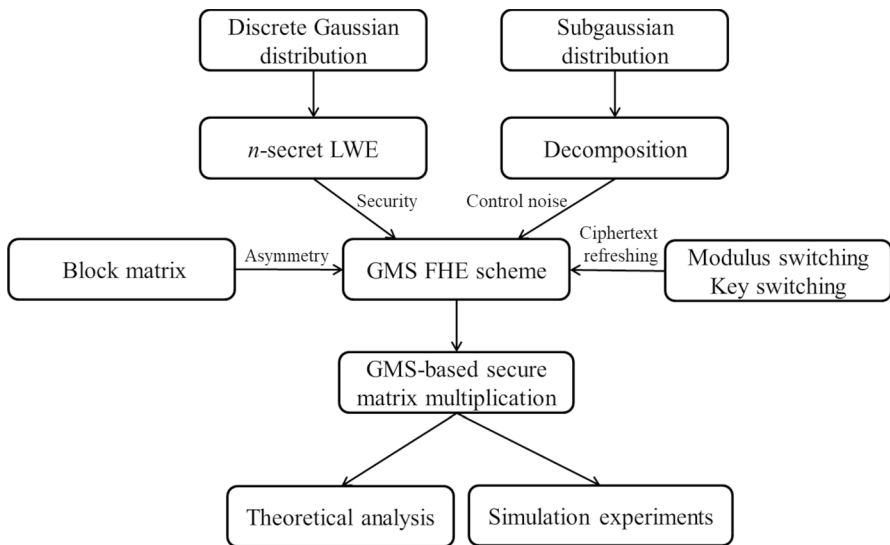 Discrete Gaussian
distribution
Subgaussian
distribution
n-secret LWE
Decomposition
Security
Control noise
Block matrix
Asymmetry
GMS FHE scheme
Ciphertext
refreshing
Modulus switching
Key switching
GMS-based secure
matrix multiplication
Theoretical analysis
Simulation experiments